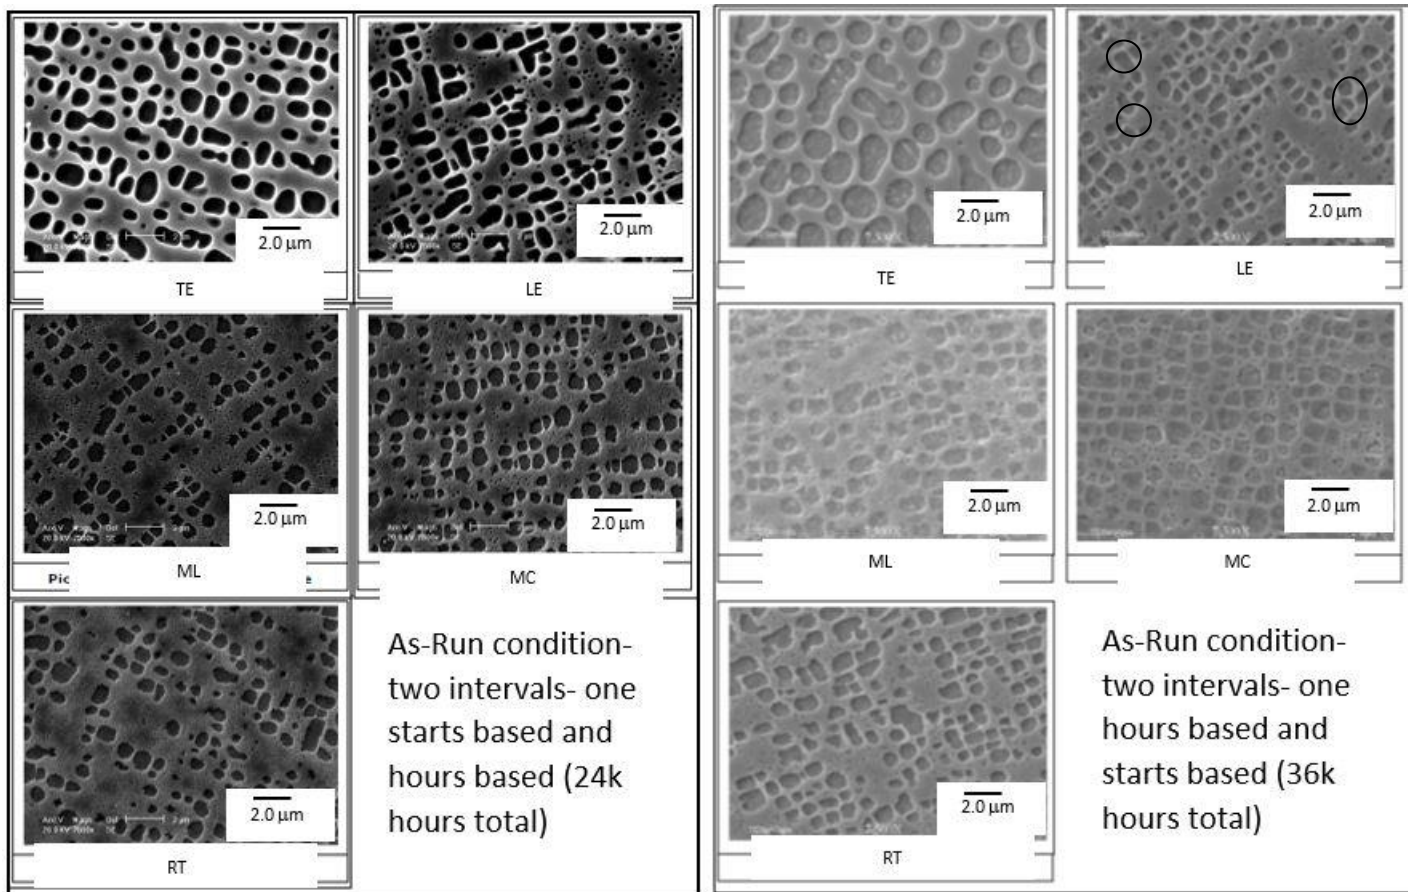 2.0 μm
2.0 μm
TE
LE
2.0 μm
2.0 μm
ML
Pic
e
MC
2.0 μm
RT
As-Run condition-
two intervals- one
starts based and
hours based (24k
hours total)
2.0 μm
2.0 μm
TE
LE
2.0 μm
2.0 μm
ML
MC
2.0 μm
RT
As-Run condition-
two intervals- one
hours based and
starts based (36k
hours total)